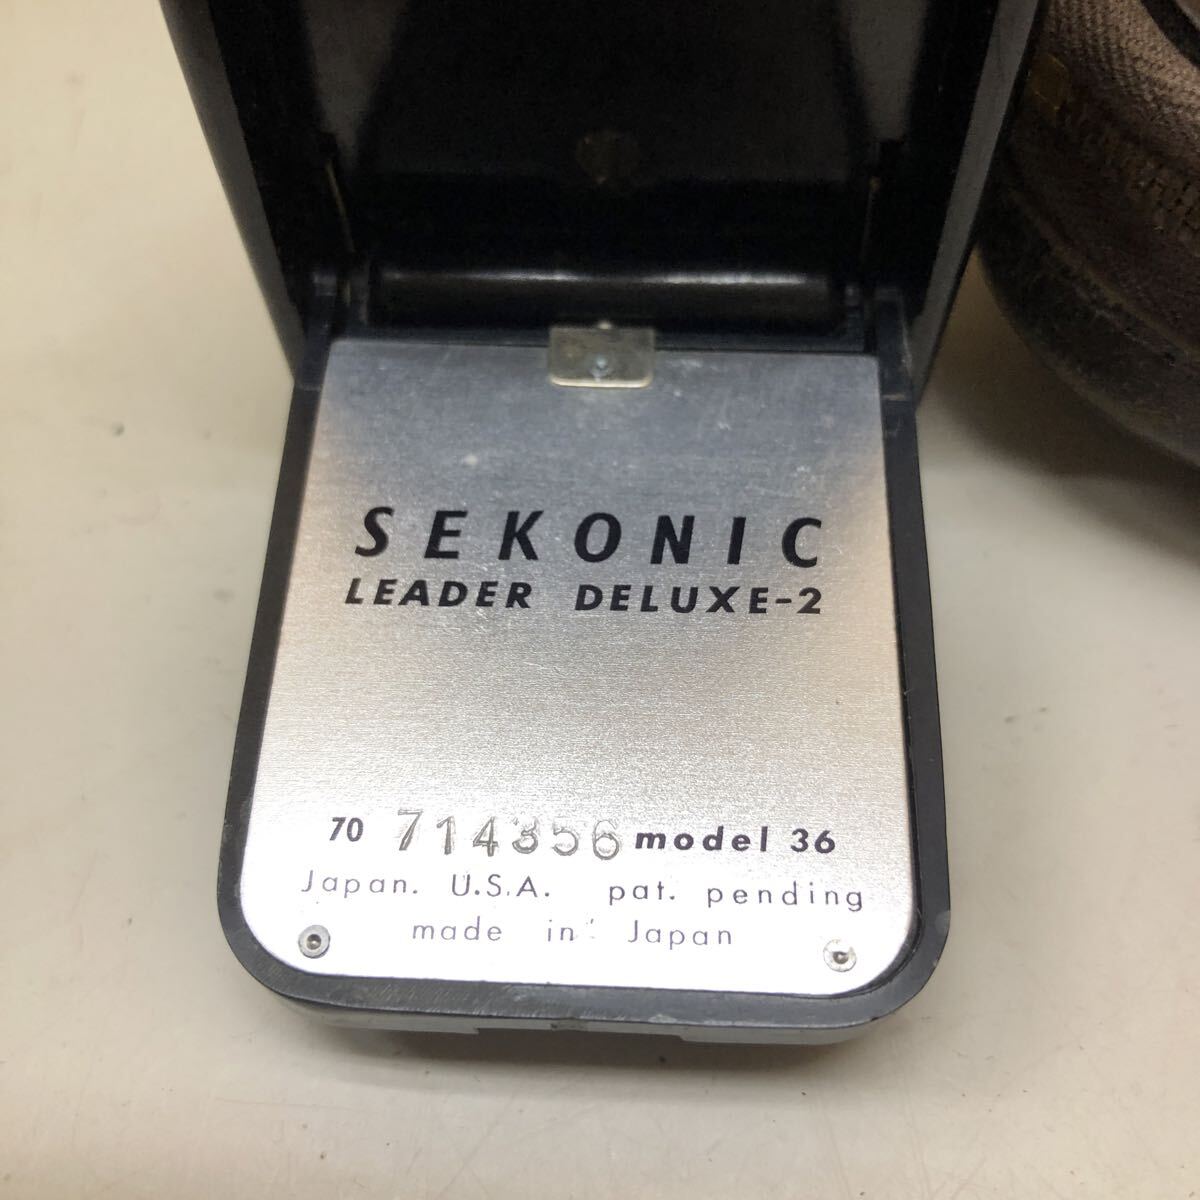 SEKONIC
LEADER DELUXE-2
70 714356 model 36
Japan. U.S.A. pat. pending
made in Japan